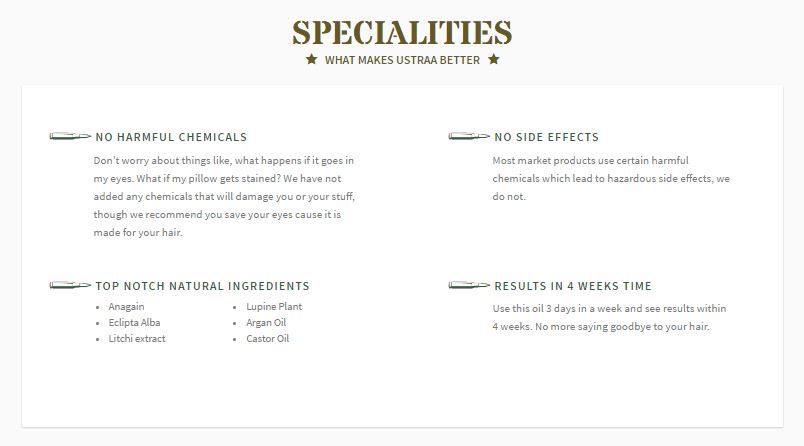 SPECIALITIES
★ WHAT MAKES USTRAA BETTER ★
NO HARMFUL CHEMICALS
Don't worry about things like, what happens if it goes in
my eyes. What if my pillow gets stained? We have not
added any chemicals that will damage you or your stuff,
though we recommend you save your eyes cause it is
made for your hair.
NO SIDE EFFECTS
Most market products use certain harmful
chemicals which lead to hazardous side effects, we
do not.
TOP NOTCH NATURAL INGREDIENTS
• Anagain
• Eclipta Alba
• Litchi extract
• Lupine Plant
• Argan Oil
• Castor Oil
RESULTS IN 4 WEEKS TIME
Use this oil 3 days in a week and see results within
4 weeks. No more saying goodbye to your hair.